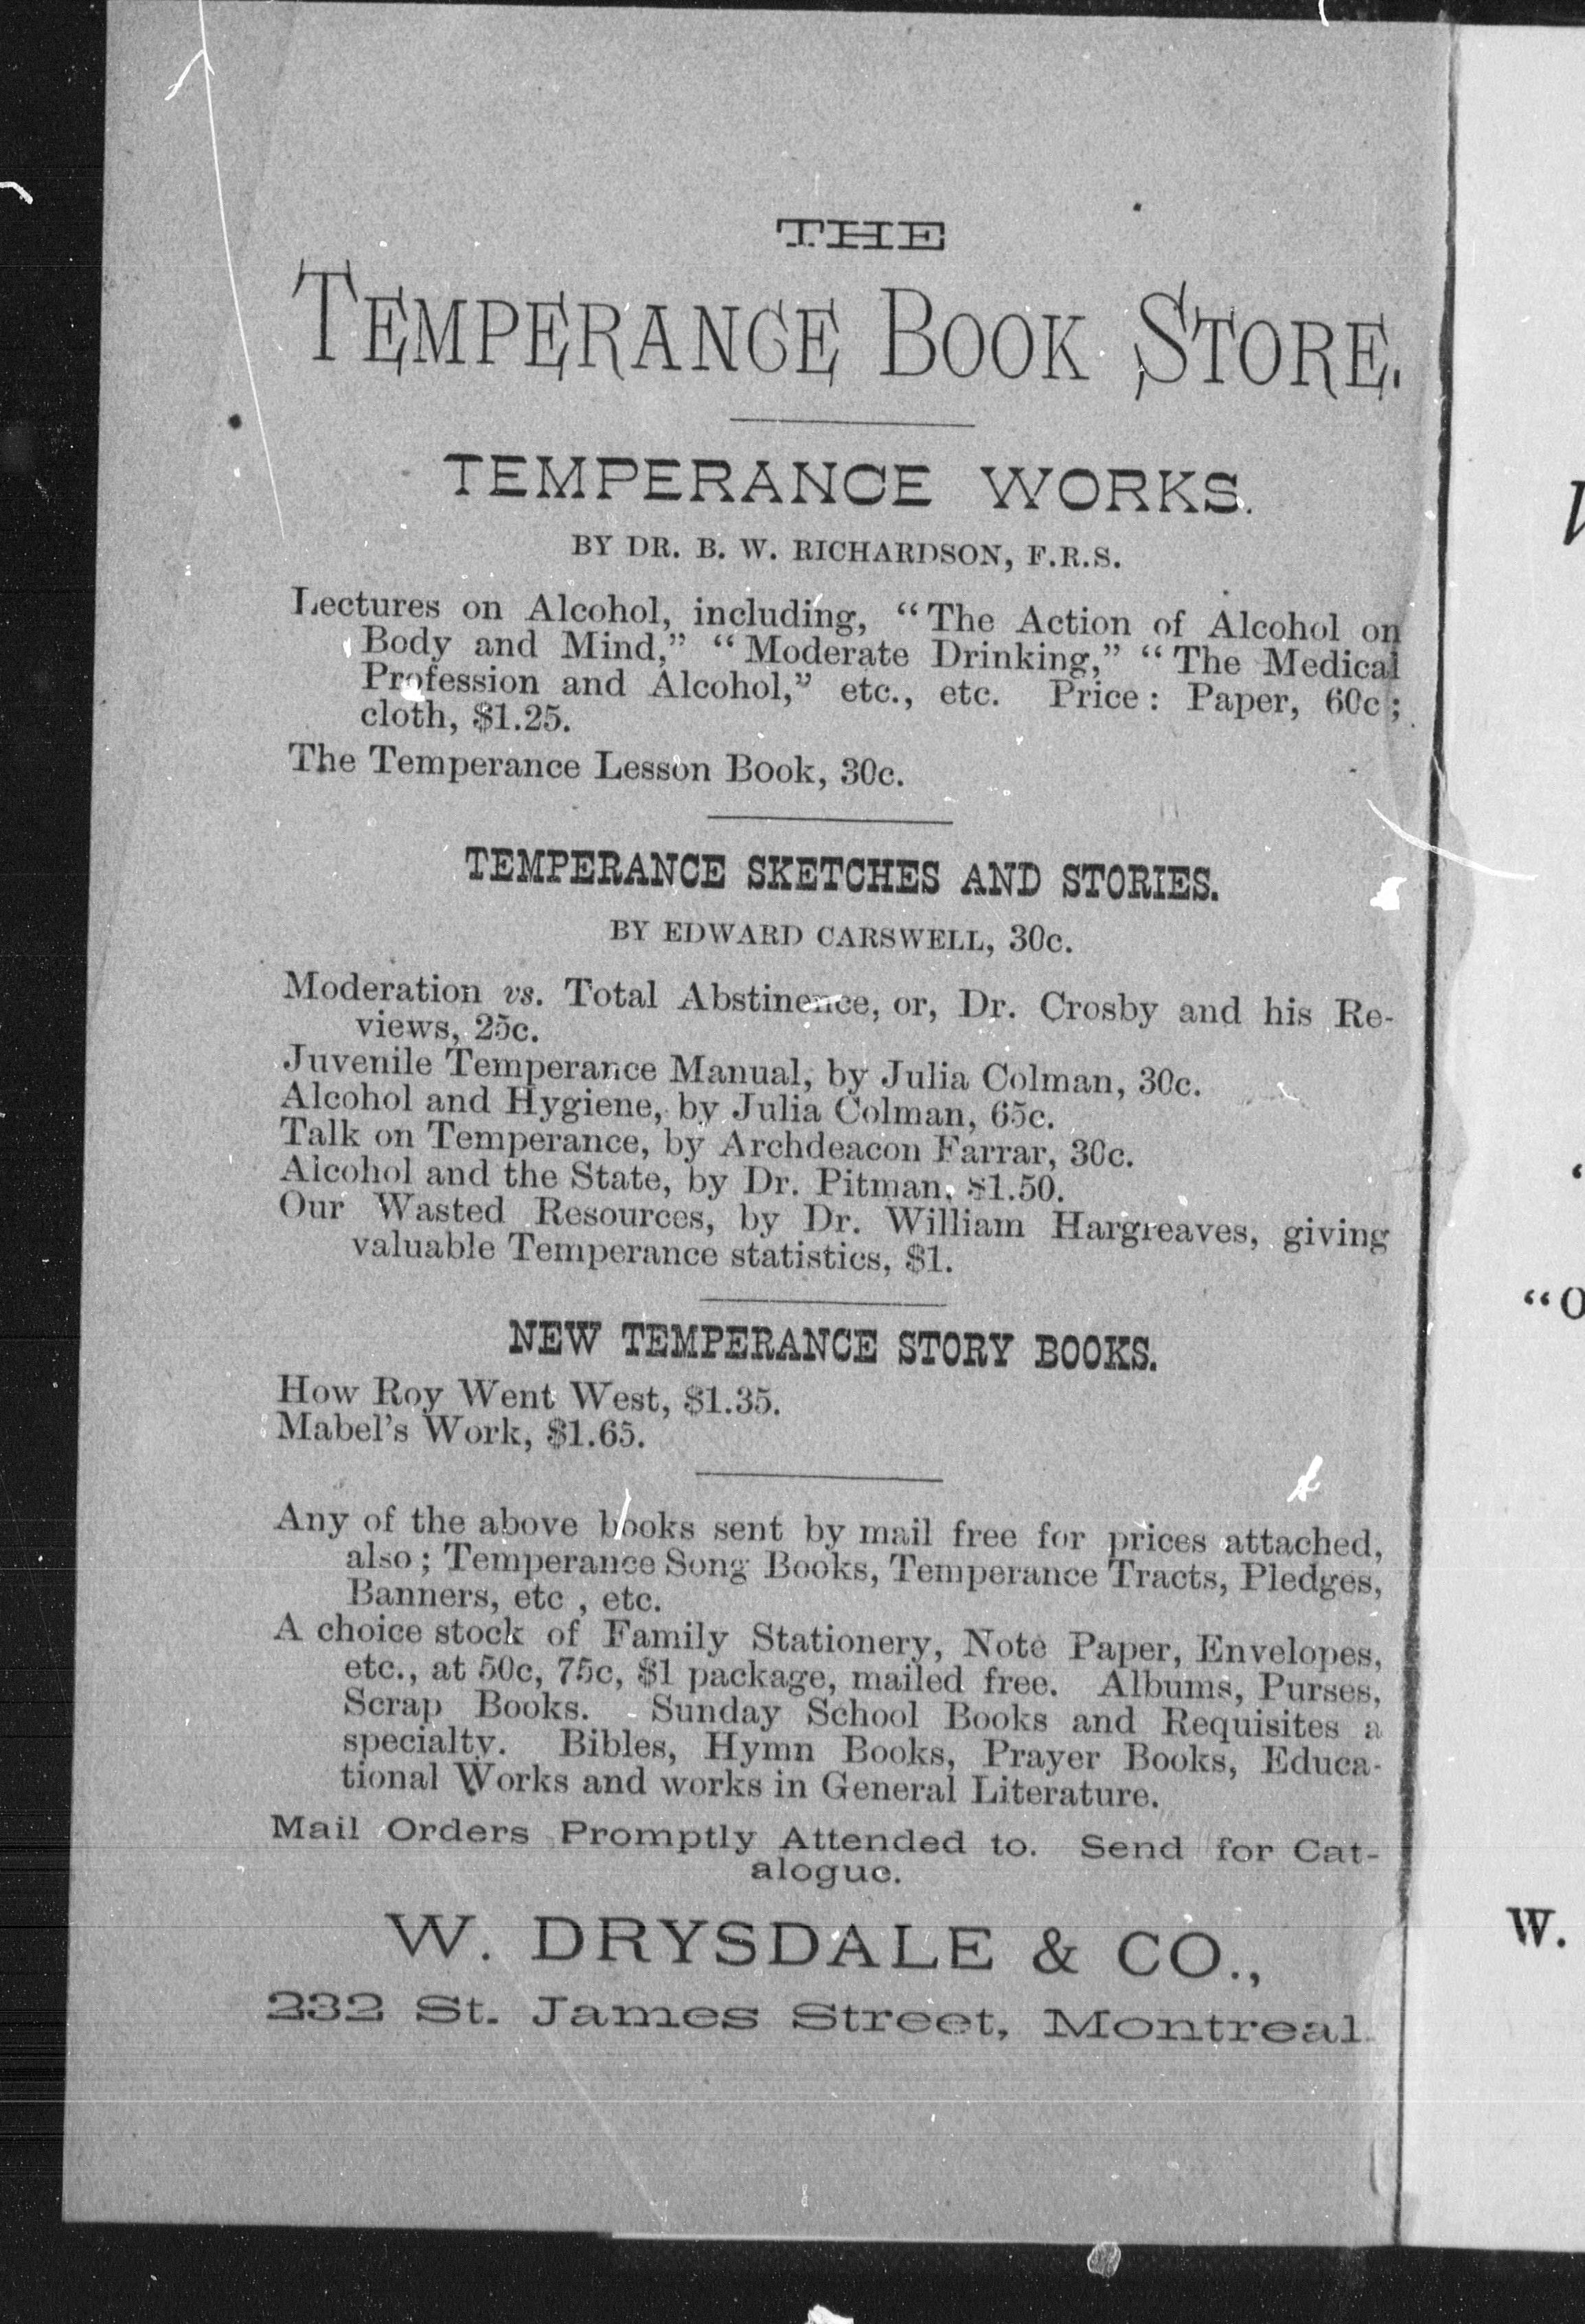 THE
TEMPERANCE BOOK STORE.
TEMPERANCE WORKS.
BY DR. B. W. RICHARDSON, F.R.S.
Lectures on Alcohol, including, "The Action of Alcohol on
Body and Mind," "Moderate Drinking," "The Medical
Profession and Alcohol," etc., etc. Price: Paper, 60c;
cloth, $1.25.
The Temperance Lesson Book, 30c.
TEMPERANCE SKETCHES AND STORIES.
BY EDWARD CARSWELL, 30c.
Moderation vs. Total Abstinence, or, Dr. Crosby and his Re-
views, 25c.
Juvenile Temperance Manual, by Julia Colman, 30c.
Alcohol and Hygiene, by Julia Colman, 65c.
Talk on Temperance, by Archdeacon Farrar, 30c.
Alcohol and the State, by Dr. Pitman, $1.50.
Our Wasted Resources, by Dr. William Hargreaves, giving
valuable Temperance statistics, $1.
NEW TEMPERANCE STORY BOOKS.
How Roy Went West, $1.35.
Mabel's Work, $1.65.
Any of the above books sent by mail free for prices attached,
also; Temperance Song Books, Temperance Tracts, Pledges,
Banners, etc , etc.
A choice stock of Family Stationery, Note Paper, Envelopes,
etc., at 50c, 75c, $1 package, mailed free. Albums, Purses,
Scrap Books. Sunday School Books and Requisites a
specialty. Bibles, Hymn Books, Prayer Books, Educa-
tional Works and works in General Literature.
Mail Orders Promptly Attended to. Send for Cat-
alogue.
W. DRYSDALE & CO.,
232 St. James Street, Montreal.
"O
W.